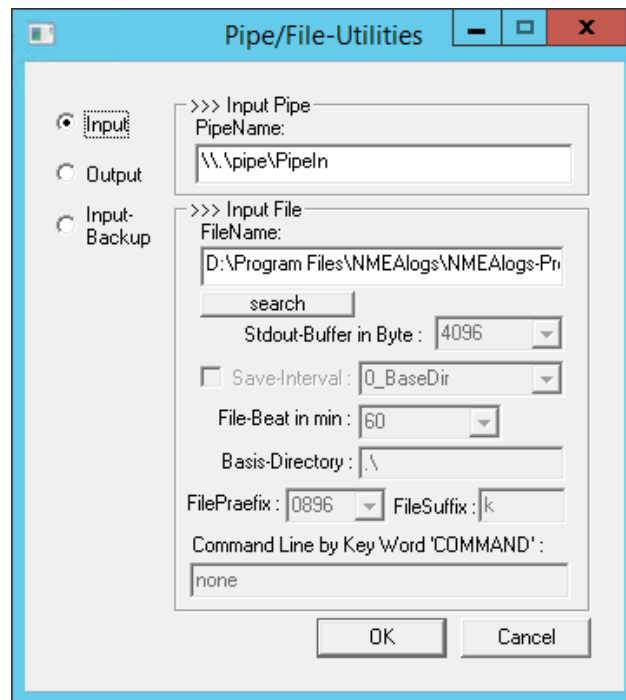 Pipe/File-Utilities
Input
Output
Input-
Backup
>>> Input Pipe
PipeName:
\\.\pipe\PipeIn
>>> Input File
FileName:
D:\Program Files\NMEAlogs\NMEAlogs-Pr
search
Stdout-Buffer in Byte : 4096
Save-Interval : 0_BaseDir
File-Beat in min : 60
Basis-Directory : .\
FilePraefix : 0896 FileSuffix : k
Command Line by Key Word 'COMMAND' :
none
OK Cancel